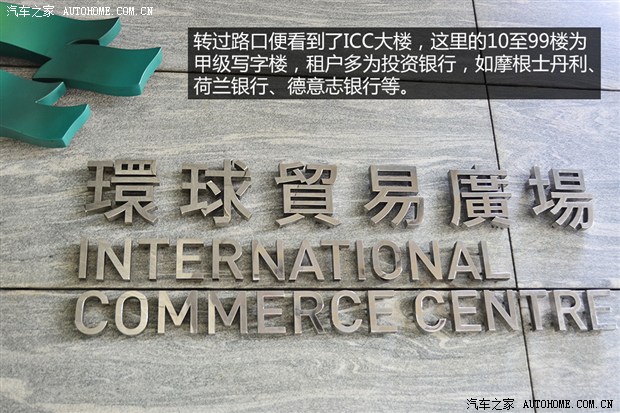 汽车之家 AUTOHOME.COM.CN
转过路口便看到了ICC大楼，这里的10至99楼为
甲级写字楼，租户多为投资银行，如摩根士丹利、
荷兰银行、德意志银行等。
環球貿易廣場
INTERNATIONAL
COMMERCE CENTRE
汽车之家 AUTOHOME.COM.CN